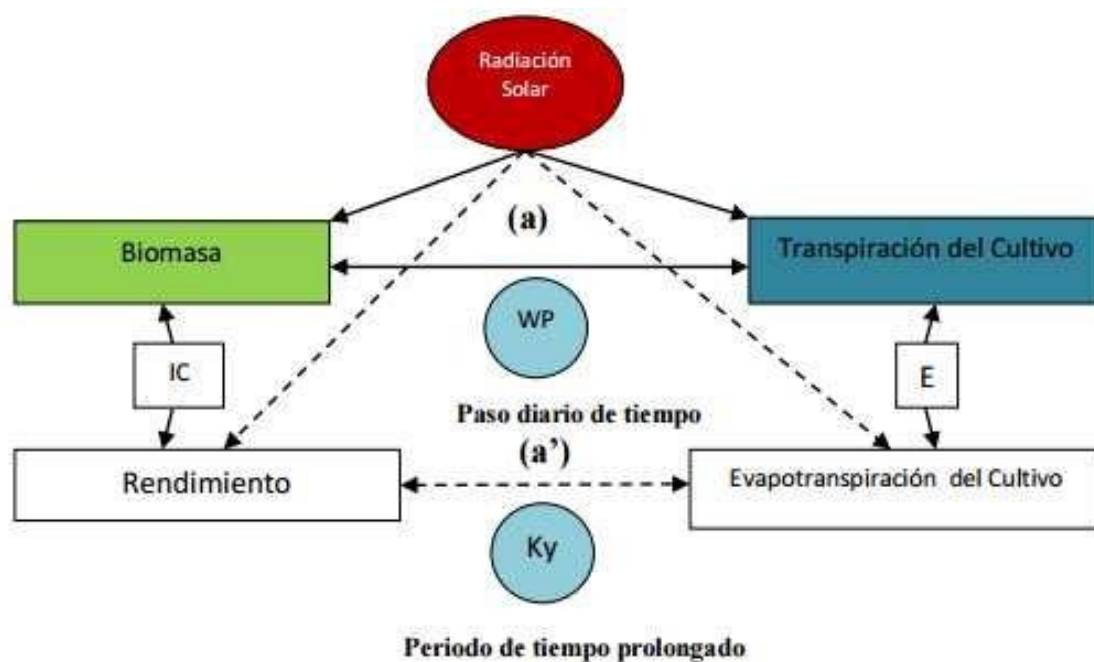 Radiación
Solar
(a)
Biomasa
Transpiración del Cultivo
WP
IC
E
Paso diario de tiempo
(a’)
Rendimiento
Evapotranspiración del Cultivo
Ky
Periodo de tiempo prolongado